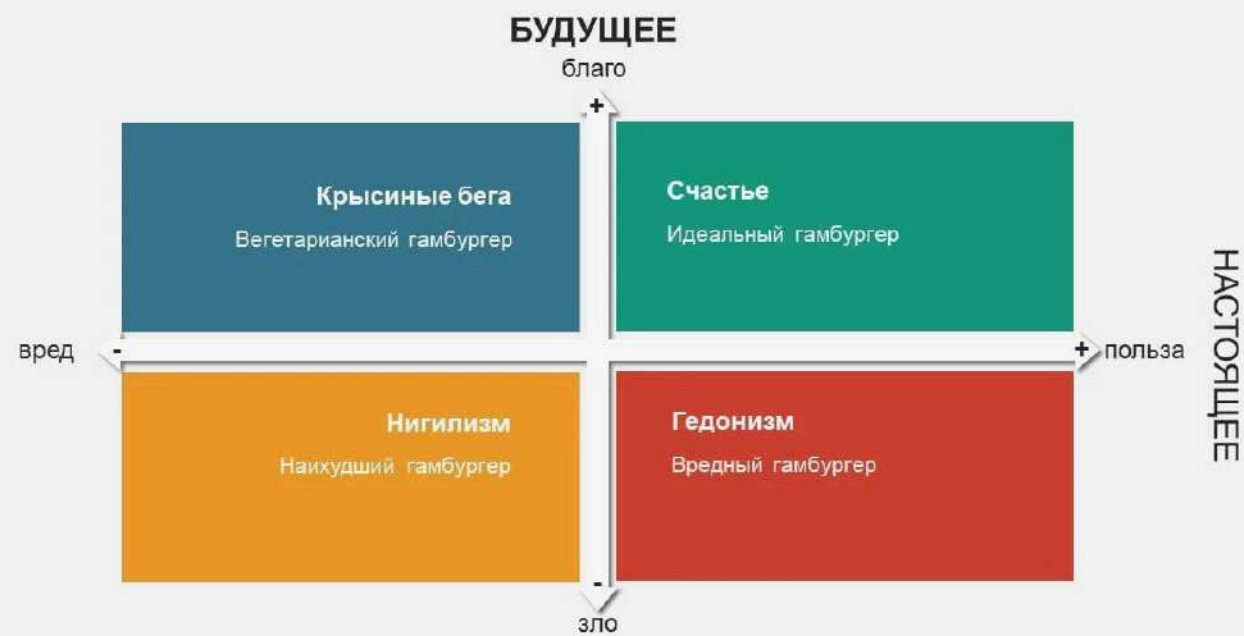 БУДУЩЕЕ
благо
+
Крысиные бега
Вегетарианский гамбургер
Счастье
Идеальный гамбургер
вред
-
+
польза
НАСТОЯЩЕЕ
Нигилизм
Наихудший гамбургер
Гедонизм
Вредный гамбургер
-
зло